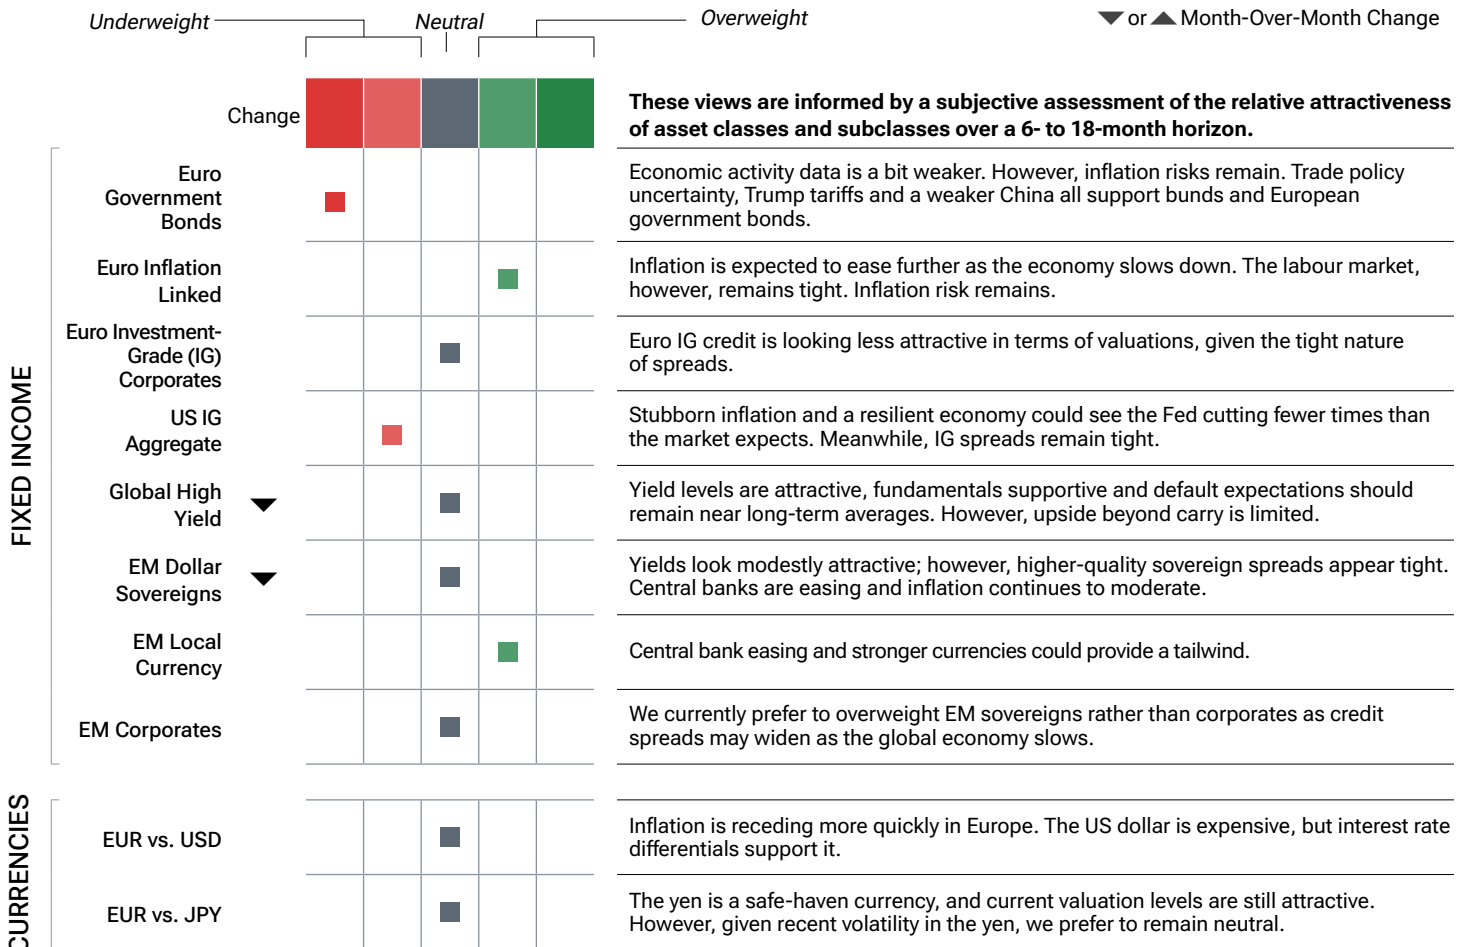 Underweight
Neutral
Overweight
or Month-Over-Month Change
Change
These views are informed by a subjective assessment of the relative attractiveness
of asset classes and subclasses over a 6- to 18-month horizon.
FIXED INCOME
Euro
Government
Bonds
Economic activity data is a bit weaker. However, inflation risks remain. Trade policy
uncertainty, Trump tariffs and a weaker China all support bunds and European
government bonds.
Euro Inflation
Linked
Inflation is expected to ease further as the economy slows down. The labour market,
however, remains tight. Inflation risk remains.
Euro Investment-
Grade (IG)
Corporates
Euro IG credit is looking less attractive in terms of valuations, given the tight nature
of spreads.
US IG
Aggregate
Stubborn inflation and a resilient economy could see the Fed cutting fewer times than
the market expects. Meanwhile, IG spreads remain tight.
Global High
Yield
Yield levels are attractive, fundamentals supportive and default expectations should
remain near long-term averages. However, upside beyond carry is limited.
EM Dollar
Sovereigns
Yields look modestly attractive; however, higher-quality sovereign spreads appear tight.
Central banks are easing and inflation continues to moderate.
EM Local
Currency
Central bank easing and stronger currencies could provide a tailwind.
EM Corporates
We currently prefer to overweight EM sovereigns rather than corporates as credit
spreads may widen as the global economy slows.
CURRENCIES
EUR vs. USD
Inflation is receding more quickly in Europe. The US dollar is expensive, but interest rate
differentials support it.
EUR vs. JPY
The yen is a safe-haven currency, and current valuation levels are still attractive.
However, given recent volatility in the yen, we prefer to remain neutral.